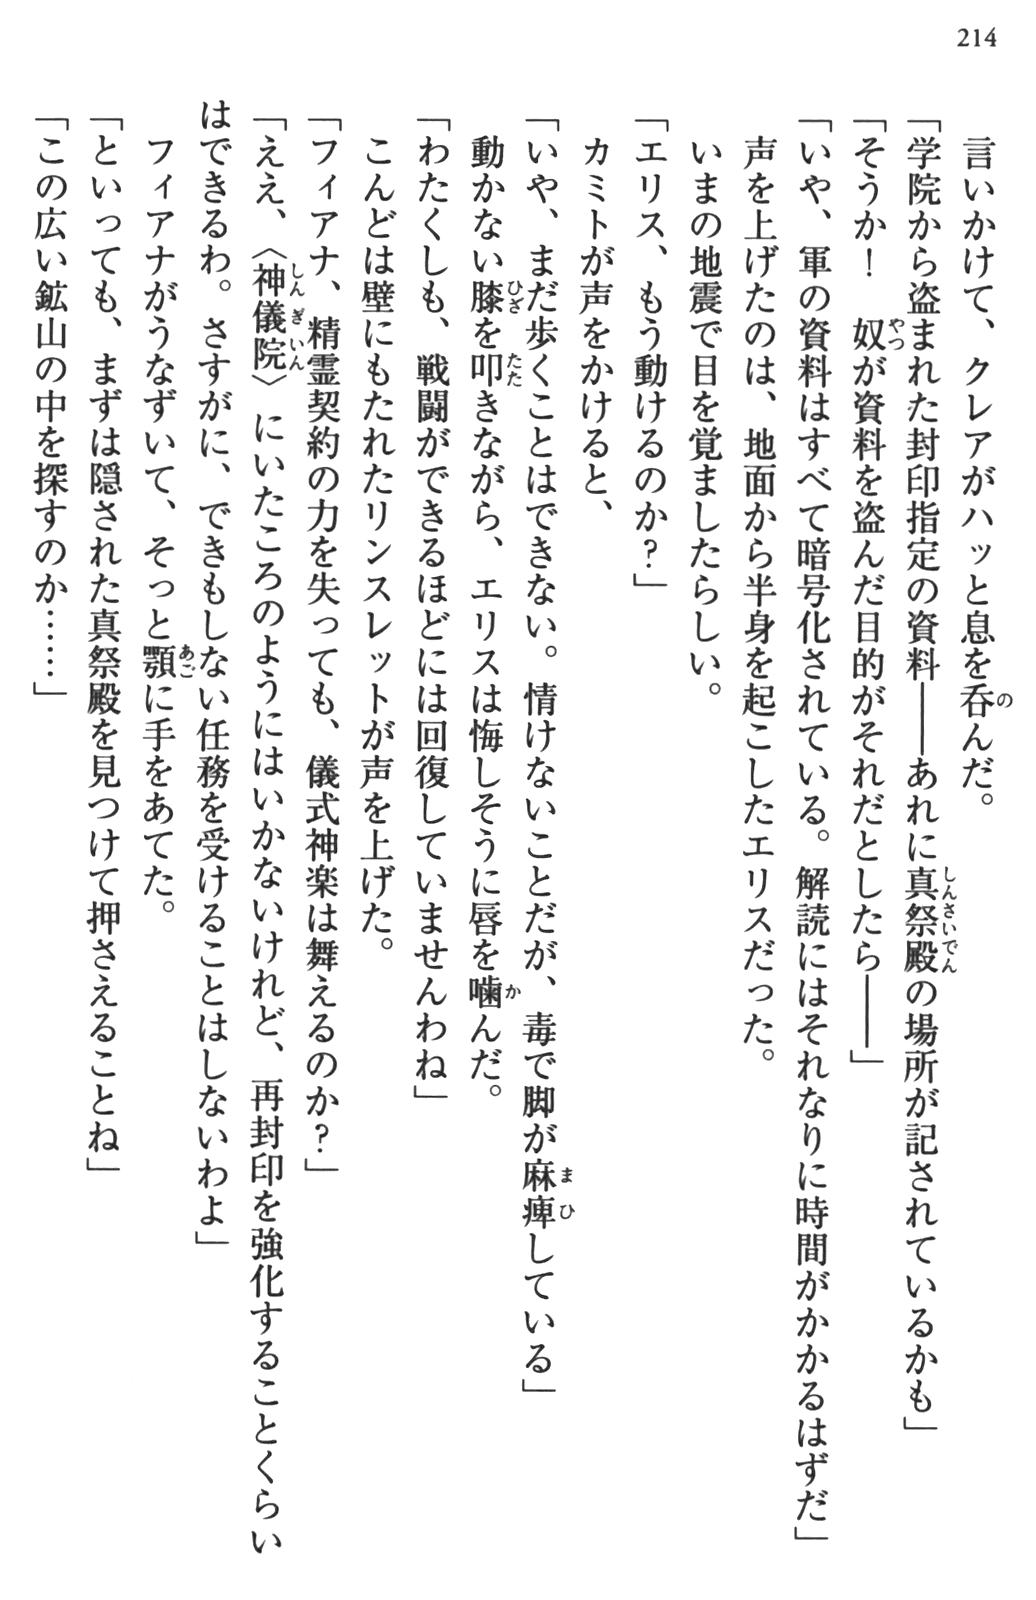 214
言いかけて、クレアがハッと息を呑んだ。
「学院から盗まれた封印指定の資料――あれに真祭殿の場所が記されているかも」
「そうか！　奴が資料を盗んだ目的がそれだとしたら――」
「いや、軍の資料はすべて暗号化されている。解読にはそれなりに時間がかかるはずだ」
声を上げたのは、地面から半身を起こしたエリスだった。
いまの地震で目を覚ましたらしい。
「エリス、もう動けるのか？」
カミトが声をかけると、
「いや、まだ歩くことはできない。情けないことだが、毒で脚が麻痺している」
動かない膝を叩きながら、エリスは悔しそうに唇を噛んだ。
「わたくしも、戦闘ができるほどには回復していませんわね」
こんどは壁にもたれたリンスレットが声を上げた。
「フィアナ、精霊契約の力を失っても、儀式神楽は舞えるのか？」
「ええ、〈神儀院〉にいたころのようにはいかないけれど、再封印を強化することくらい
はできるわ。さすがに、できもしない任務を受けることはしないわよ」
フィアナがうなずいて、そっと顎に手をあてた。
「といっても、まずは隠された真祭殿を見つけて押さえることね」
「この広い鉱山の中を探すのか……」